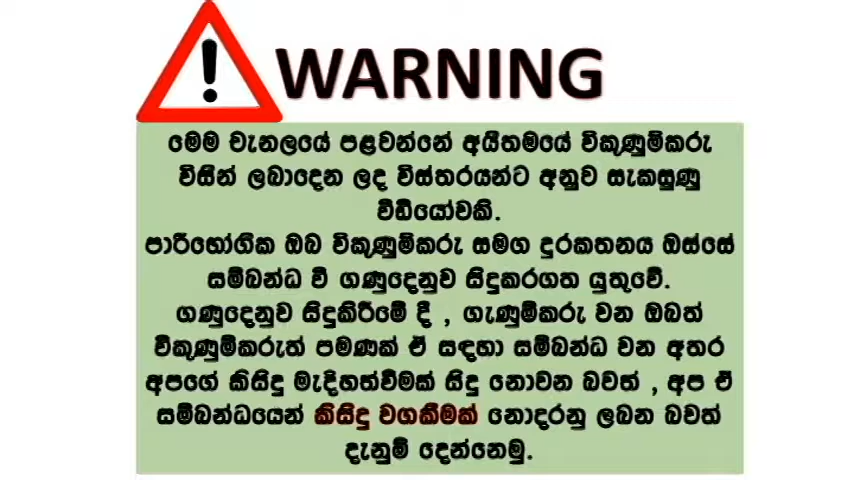 WARNING
මෙම චැනලයේ පළවන්නේ අයිතමයේ විකුණුම්කරු
විසින් ලබාදෙන ලද විස්තරයන්ට අනුව සැකසුණු
වීඩියෝවකි.
පාරිභෝගික ඔබ විකුණුම්කරු සමග දුරකතනය ඔස්සේ
සම්බන්ධ වී ගණුදෙනුව සිදුකරගත යුතුවේ.
ගණුදෙනුව සිදුකිරීමේ දී , ගැණුම්කරු වන ඔබත්
විකුණුම්කරුත් පමණක් ඒ සඳහා සම්බන්ධ වන අතර
අපගේ කිසිදු මැදිහත්වීමක් සිදු නොවන බවත් , අප ඒ
සම්බන්ධයෙන් කිසිදු වගකීමක් නොදරනු ලබන බවත්
දැනුම් දෙන්නෙමු.